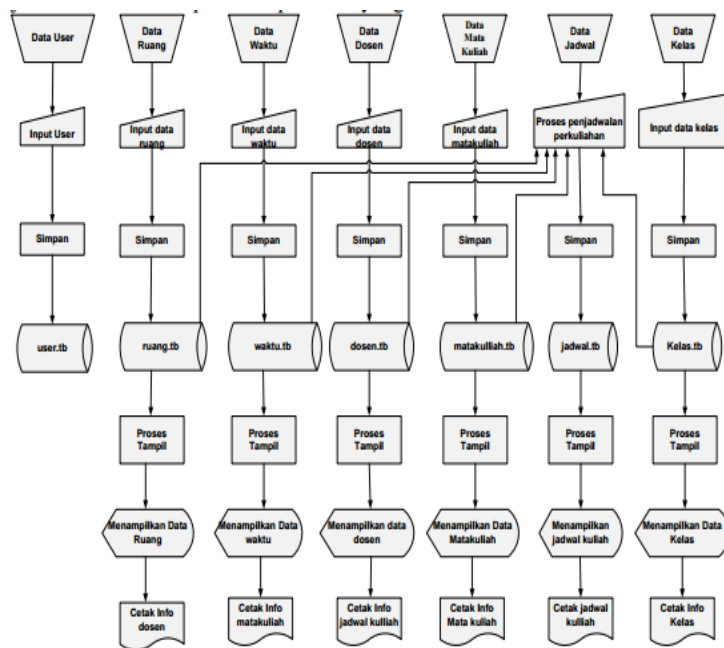 Data User
Data
Ruang
Data
Waktu
Data
Dosen
Data
Mata
Kuliah
Data
Jadwal
Data
Kelas
Input User
Input data
ruang
Input data
waktu
Input data
dosen
Input data
matakuliah
Proses penjadwalan
perkuliahan
Input data kelas
Simpan
Simpan
Simpan
Simpan
Simpan
Simpan
Simpan
user.tb
ruang.tb
waktu.tb
dosen.tb
matakulliah.tb
jadwal.tb
Kelas.tb
Proses
Tampil
Proses
Tampil
Proses
Tampil
Proses
Tampil
Proses
Tampil
Proses
Tampil
Menampilkan Data
Ruang
Menampilkan Data
waktu
Menampilkan data
dosen
Menampilkan Data
Matakuliah
Menampilkan
jadwal kuliah
Menampilkan Data
Kelas
Cetak Info
dosen
Cetak Info
matakuliah
Cetak Info
jadwal kulliah
Cetak Info
Mata kuliah
Cetak jadwal
kulliah
Cetak Info
Kelas